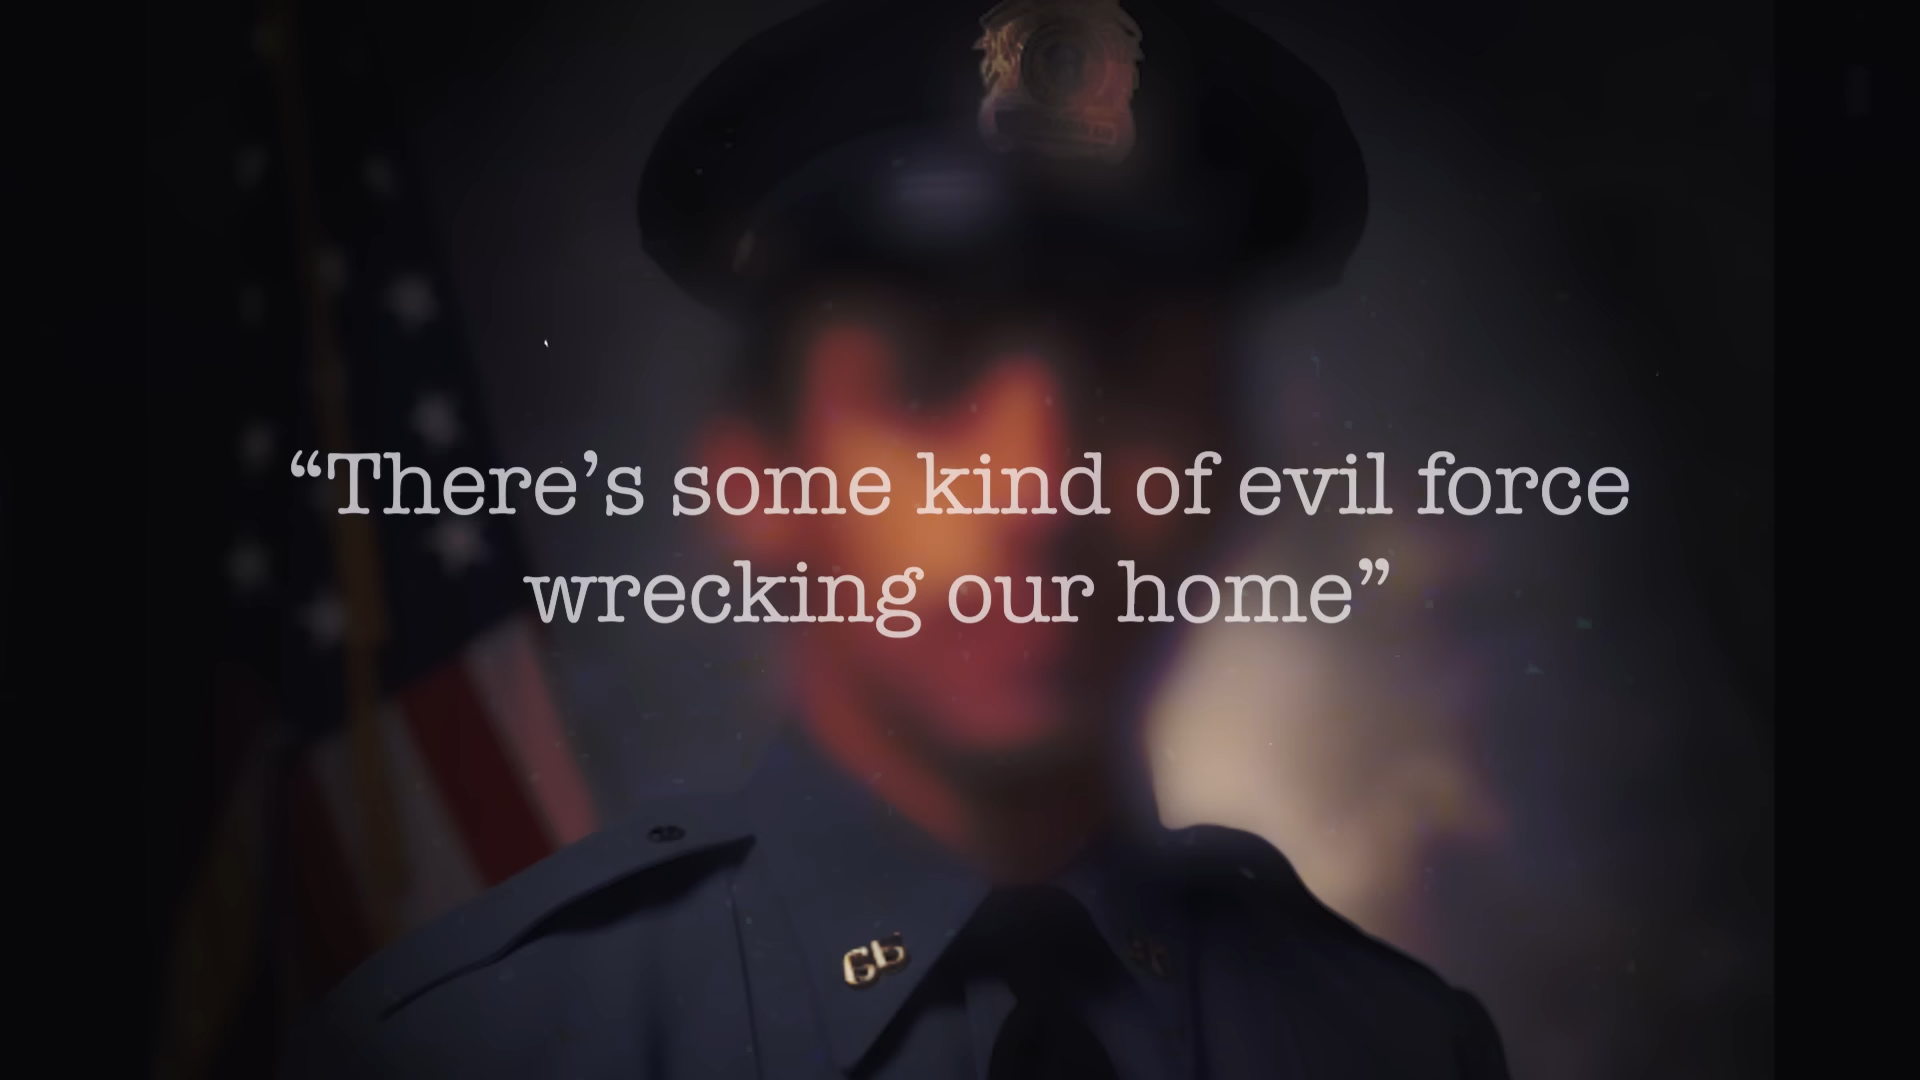 “There’s some kind of evil force
wrecking our home”